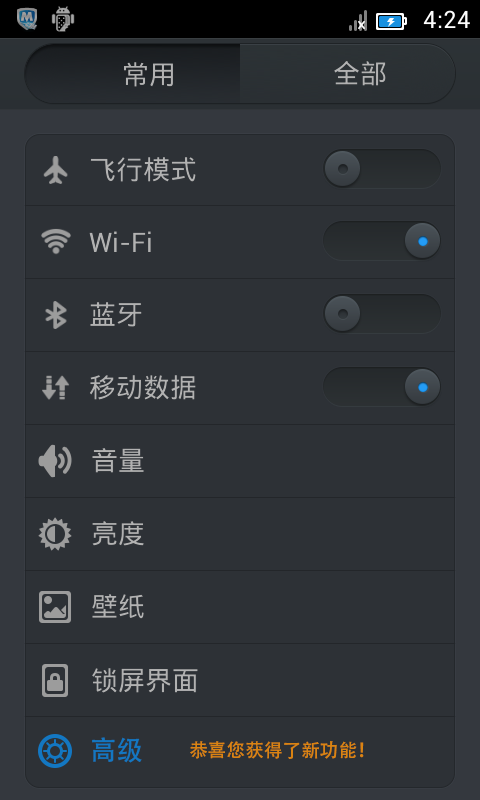 4:24
常用
全部
飞行模式
Wi-Fi
蓝牙
移动数据
音量
亮度
壁纸
锁屏界面
高级 恭喜您获得了新功能!